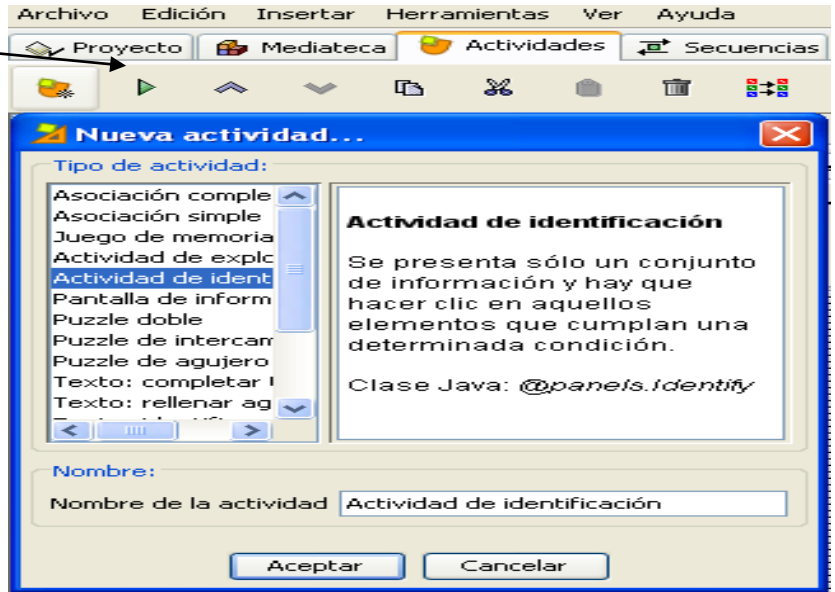 Archivo Edición Insertar Herramientas Ver Ayuda
Proyecto Mediateca Actividades Secuencias
Nueva actividad...
Tipo de actividad:
Asociación comple
Asociación simple
Juego de memoria
Actividad de explc
Actividad de ident
Pantalla de inform
Puzzle doble
Puzzle de intercam
Puzzle de agujero
Texto: completar
Texto: rellenar ag
Actividad de identificación
Se presenta sólo un conjunto
de información y hay que
hacer clic en aquellos
elementos que cumplan una
determinada condición.
Clase Java: @panels.Identify
Nombre:
Nombre de la actividad Actividad de identificación
Aceptar Cancelar